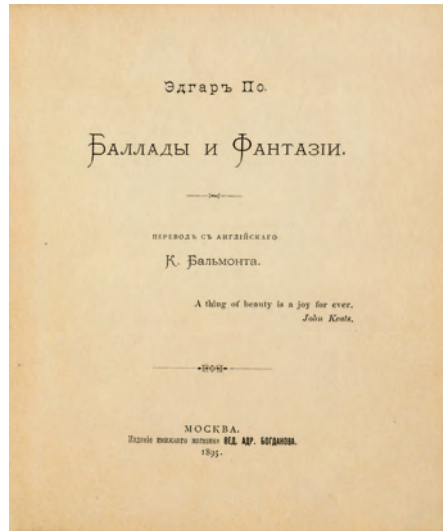 Эдгаръ По.
Баллады и Фантазіи.
ПЕРЕВОДЪ СЪ АНГЛІЙСКАГО
К. Бальмонта.
A thing of beauty is a joy for ever.
John Keats.
МОСКВА.
Изданіе книжнаго магазина ВЕД. АДР. БОГДАНОВА.
1895.